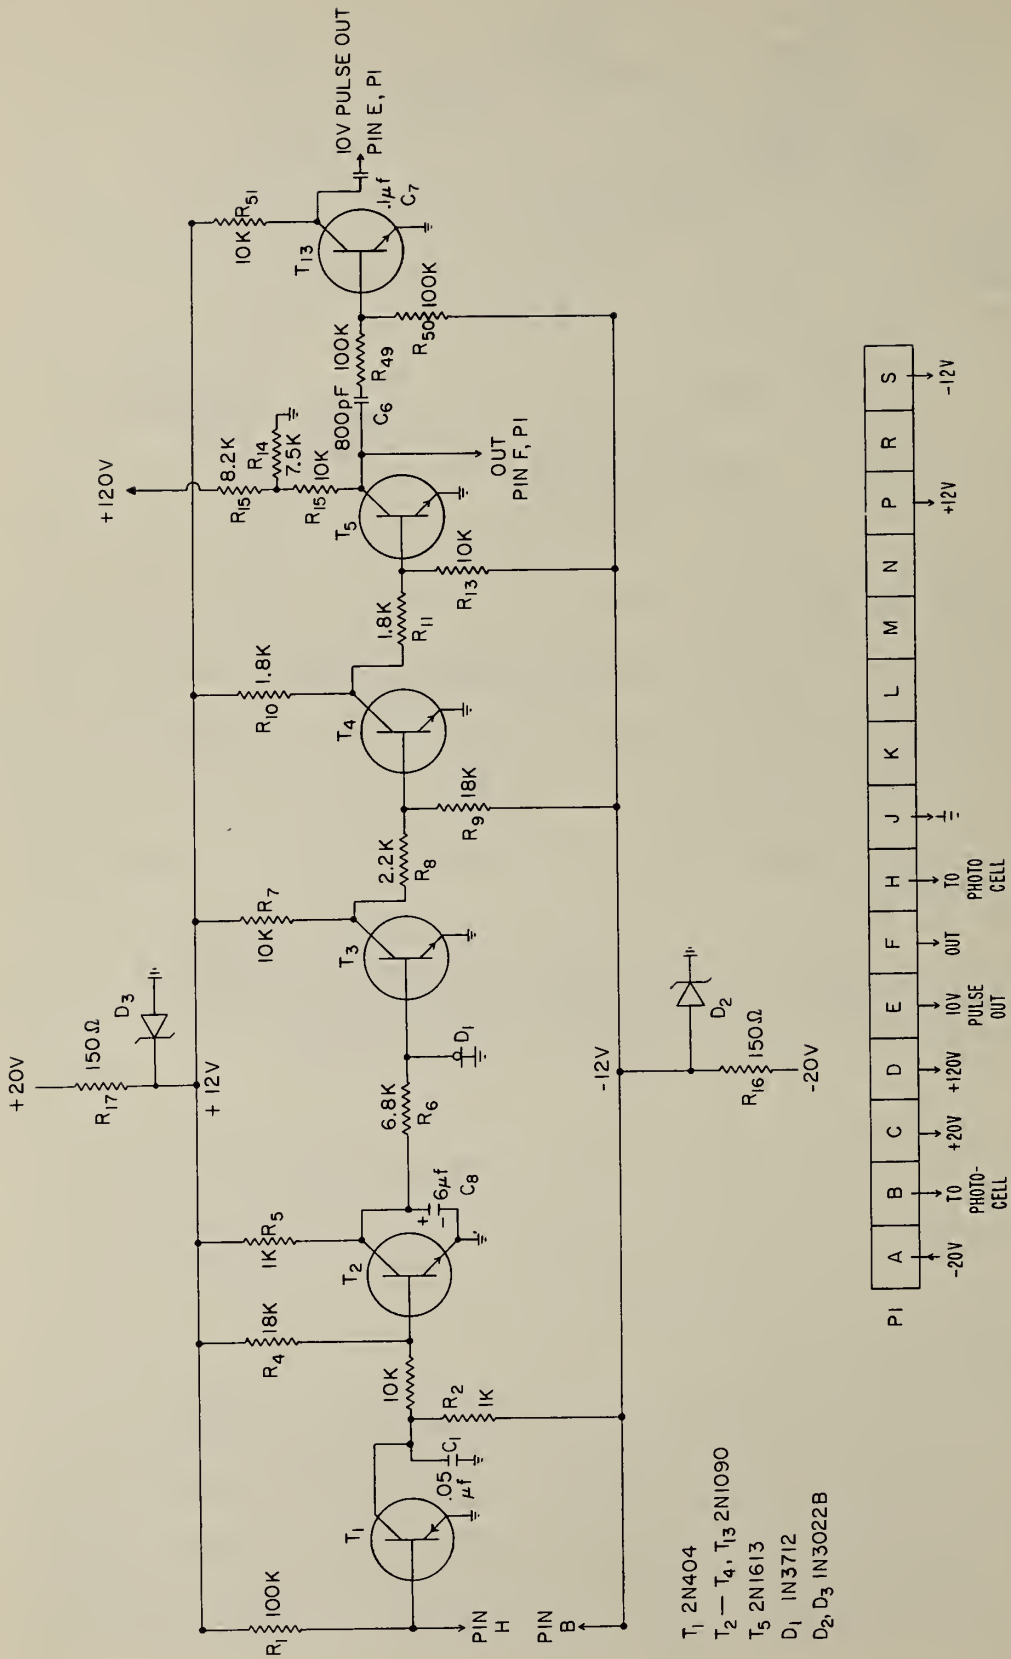 +20V
R17
150Ω
D3
+12V
+120V
R1
100K
R4
18K
1K
R5
10K
R7
R10
1.8K
R15
8.2K
R14
7.5K
R15
10K
10K
R51
T1
T2
T3
T4
T5
T13
.05
μf
C1
10K
R2
1K
+
-
6μf
C8
6.8K
R6
D1
2.2K
R8
R9
18K
1.8K
R11
R13
10K
800pF
C6
100K
R49
R50
100K
.1μf
C7
10V PULSE OUT
PIN E, P1
OUT
PIN F, P1
PIN
H
PIN
B
-12V
D2
R16
150Ω
-20V
T1 2N404
T2 — T4, T13 2N1090
T5 2N1613
D1 1N3712
D2, D3 1N3022B
P1
A B C D E F H J K L M N P R S
-20V
TO
PHOTO-
CELL
+20V
+120V
10V
PULSE
OUT
OUT
TO
PHOTO
CELL
+12V
-12V